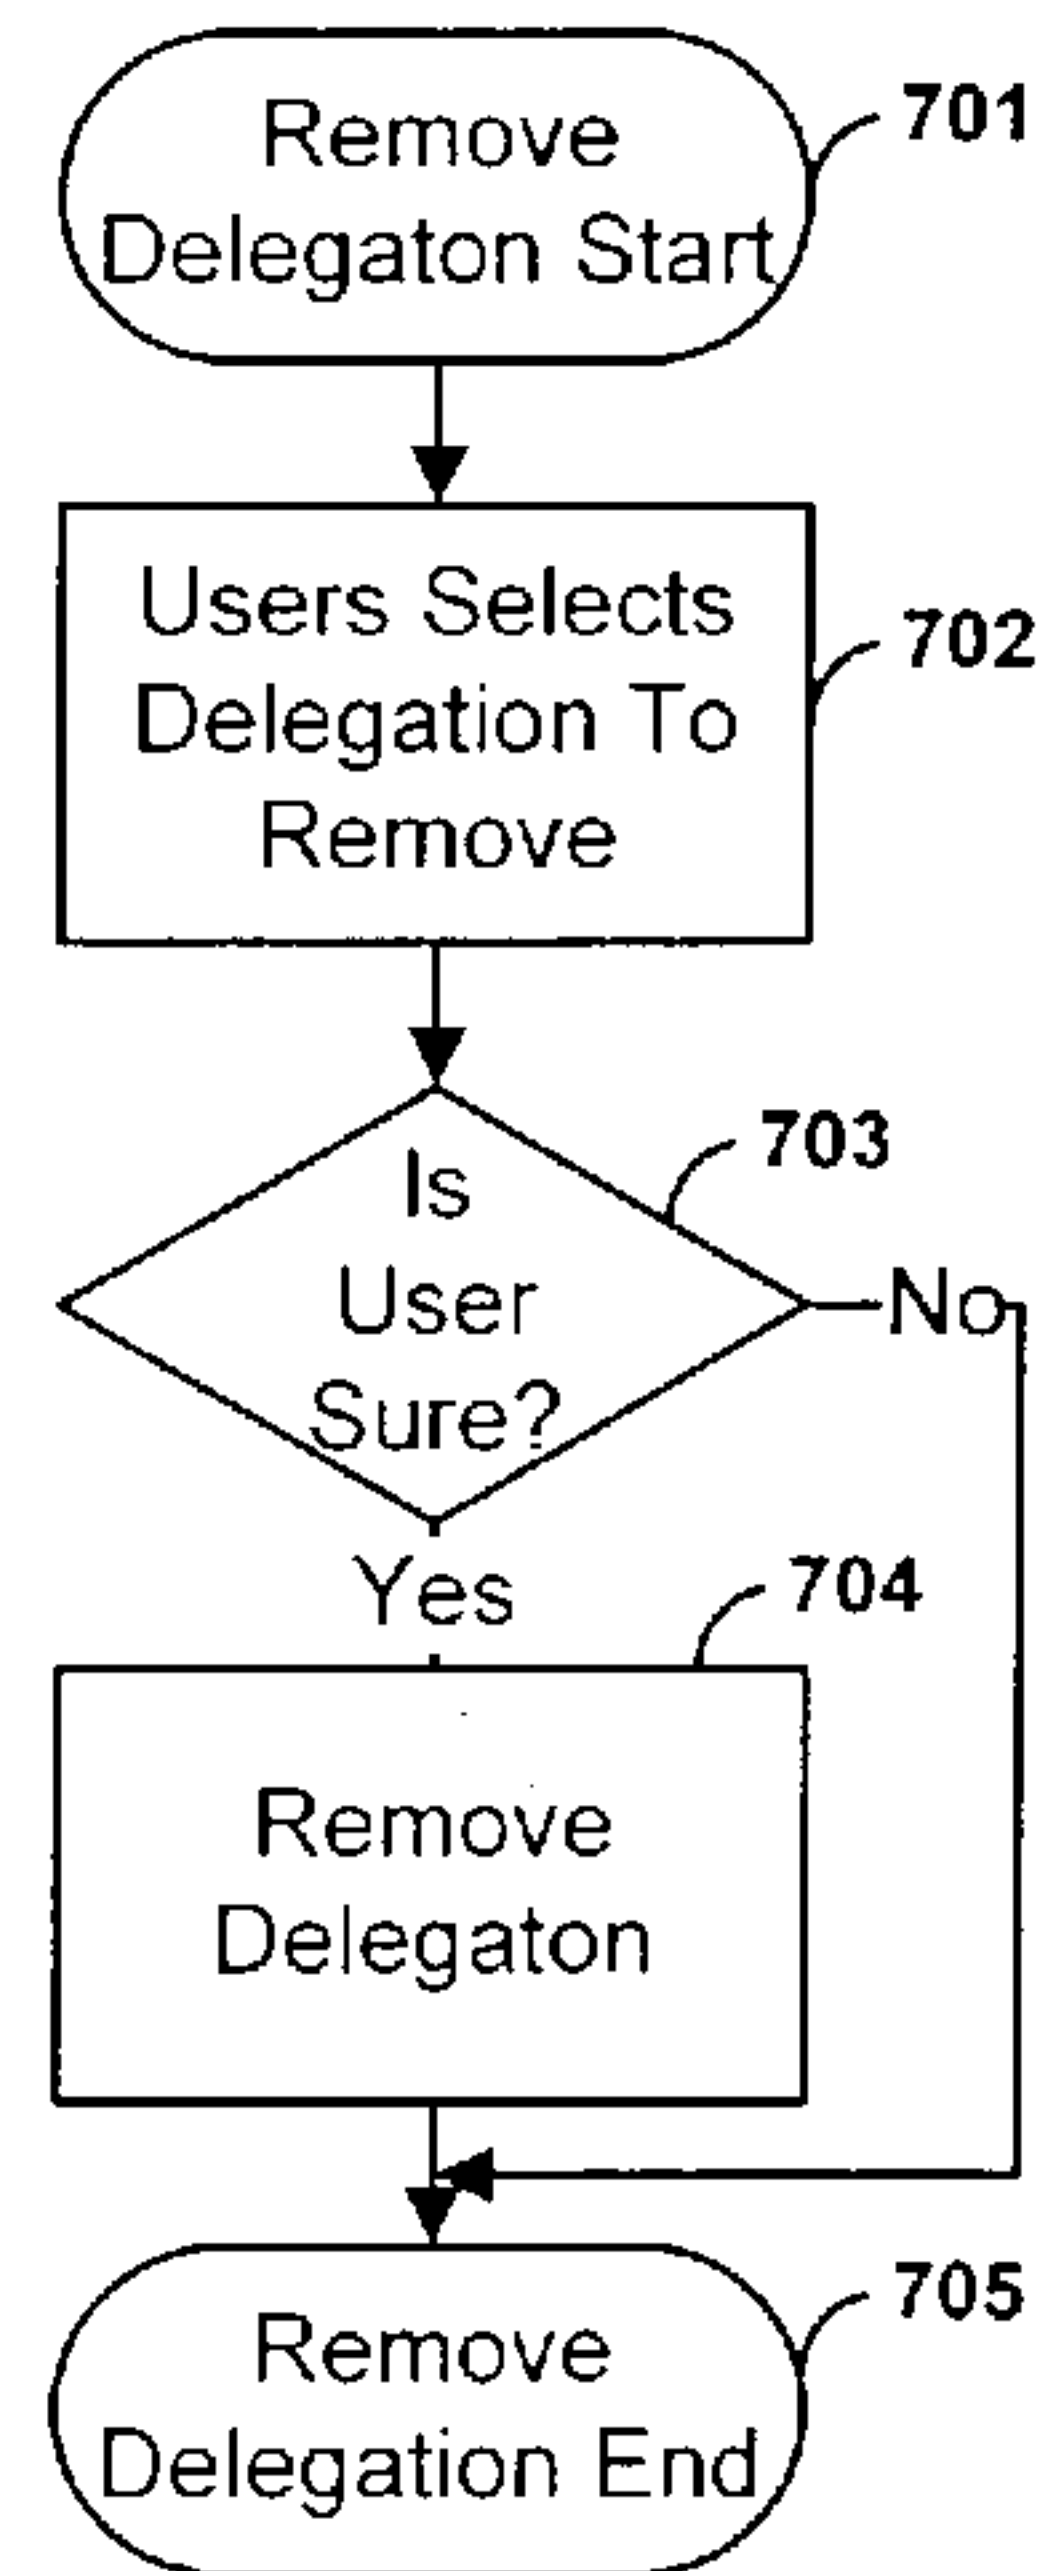 Remove
Delegaton Start
701
Users Selects
Delegation To
Remove
702
703
Is
User
Sure?
No
Yes
704
Remove
Delegaton
705
Remove
Delegation End